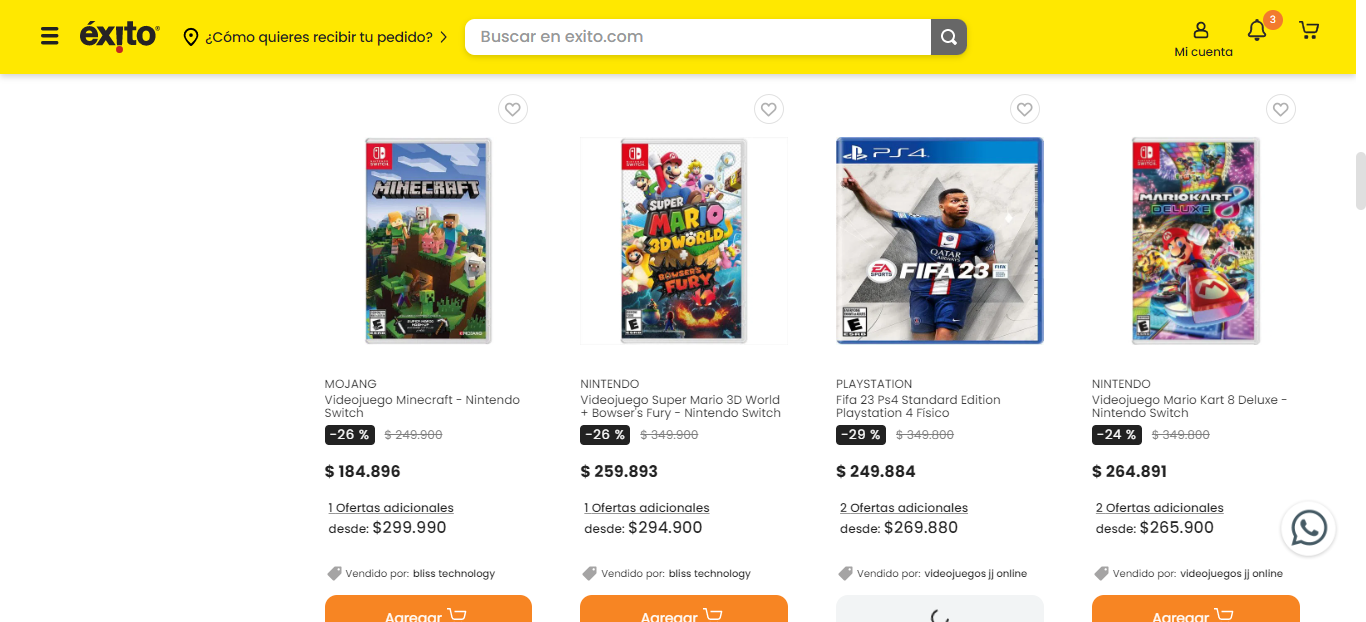 éxito
¿Cómo quieres recibir tu pedido?
Buscar en exito.com
3
Mi cuenta
MINECRAFT
MOJANG
Videojuego Minecraft - Nintendo
Switch
-26 %
$ 249.900
$ 184.896
1 Ofertas adicionales
desde: $299.990
Vendido por: bliss technology
Agregar
SUPER
MARIO
3D WORLD
BOWSER'S
FURY
NINTENDO
Videojuego Super Mario 3D World
+ Bowser's Fury - Nintendo Switch
-26 %
$ 349.900
$ 259.893
1 Ofertas adicionales
desde: $294.900
Vendido por: bliss technology
Agregar
PS4
QATAR
EA SPORTS FIFA 23
PLAYSTATION
Fifa 23 Ps4 Standard Edition
Playstation 4 Físico
-29 %
$ 349.800
$ 249.884
2 Ofertas adicionales
desde: $269.880
Vendido por: videojuegos jj online
MARIOKART 8
DELUXE
NINTENDO
Videojuego Mario Kart 8 Deluxe -
Nintendo Switch
-24 %
$ 349.800
$ 264.891
2 Ofertas adicionales
desde: $265.900
Vendido por: videojuegos jj online
Agregar